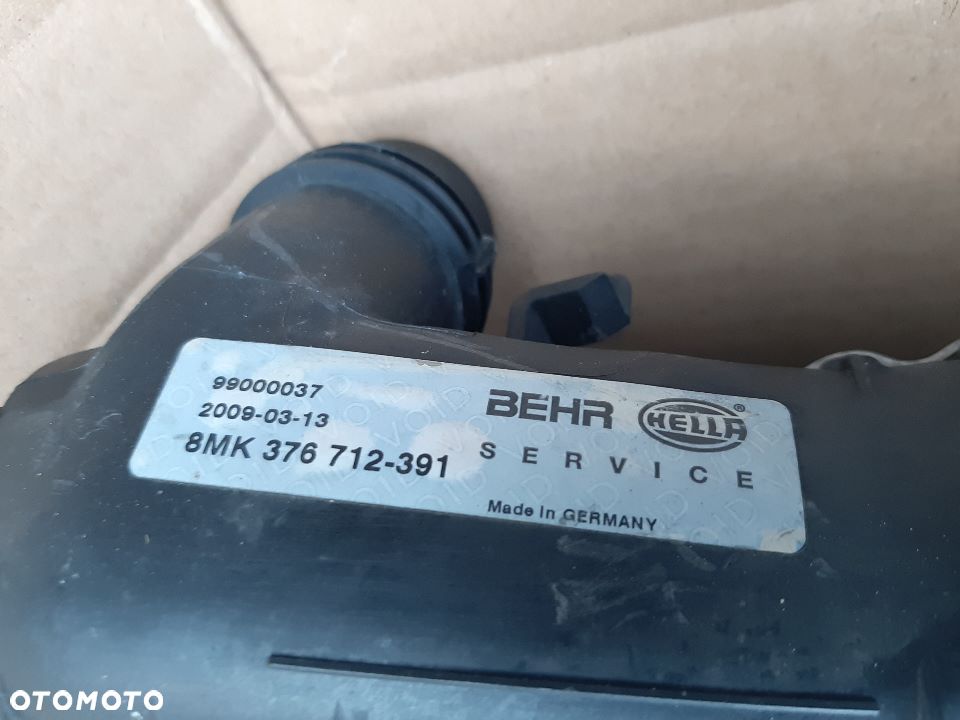 99000037
2009-03-13
8MK 376 712-391
BEHR HELLA ®
SERVICE
Made in GERMANY
OTOMOTO